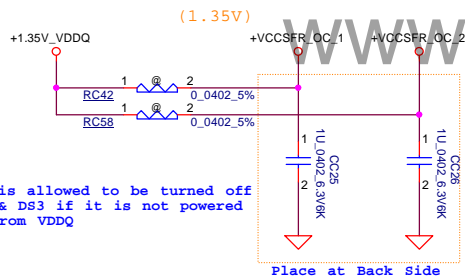 (1.35V)
WWW
+1.35V_VDDQ
+VCCSFR_OC_1
+VCCSFR_OC_2
1
@
2
RC42
0_0402_5%
1
@
2
RC58
0_0402_5%
1
2
CC25
1U_0402_6.3V6K
1
2
CC26
1U_0402_6.3V6K
is allowed to be turned off
& DS3 if it is not powered
rom VDDQ
Place at Back Side